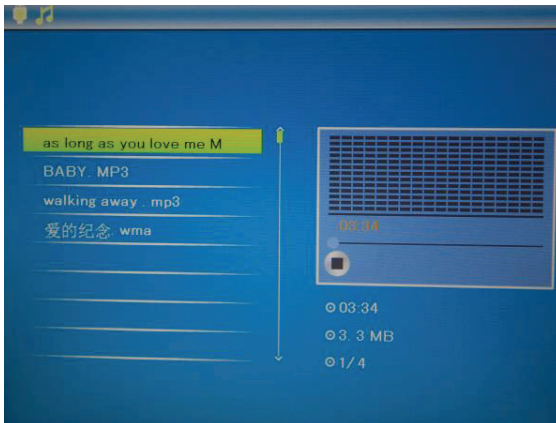 as long as you love me M
BABY. MP3
walking away . mp3
爱的纪念. wma
03:34
03:34
3. 3 MB
1/4